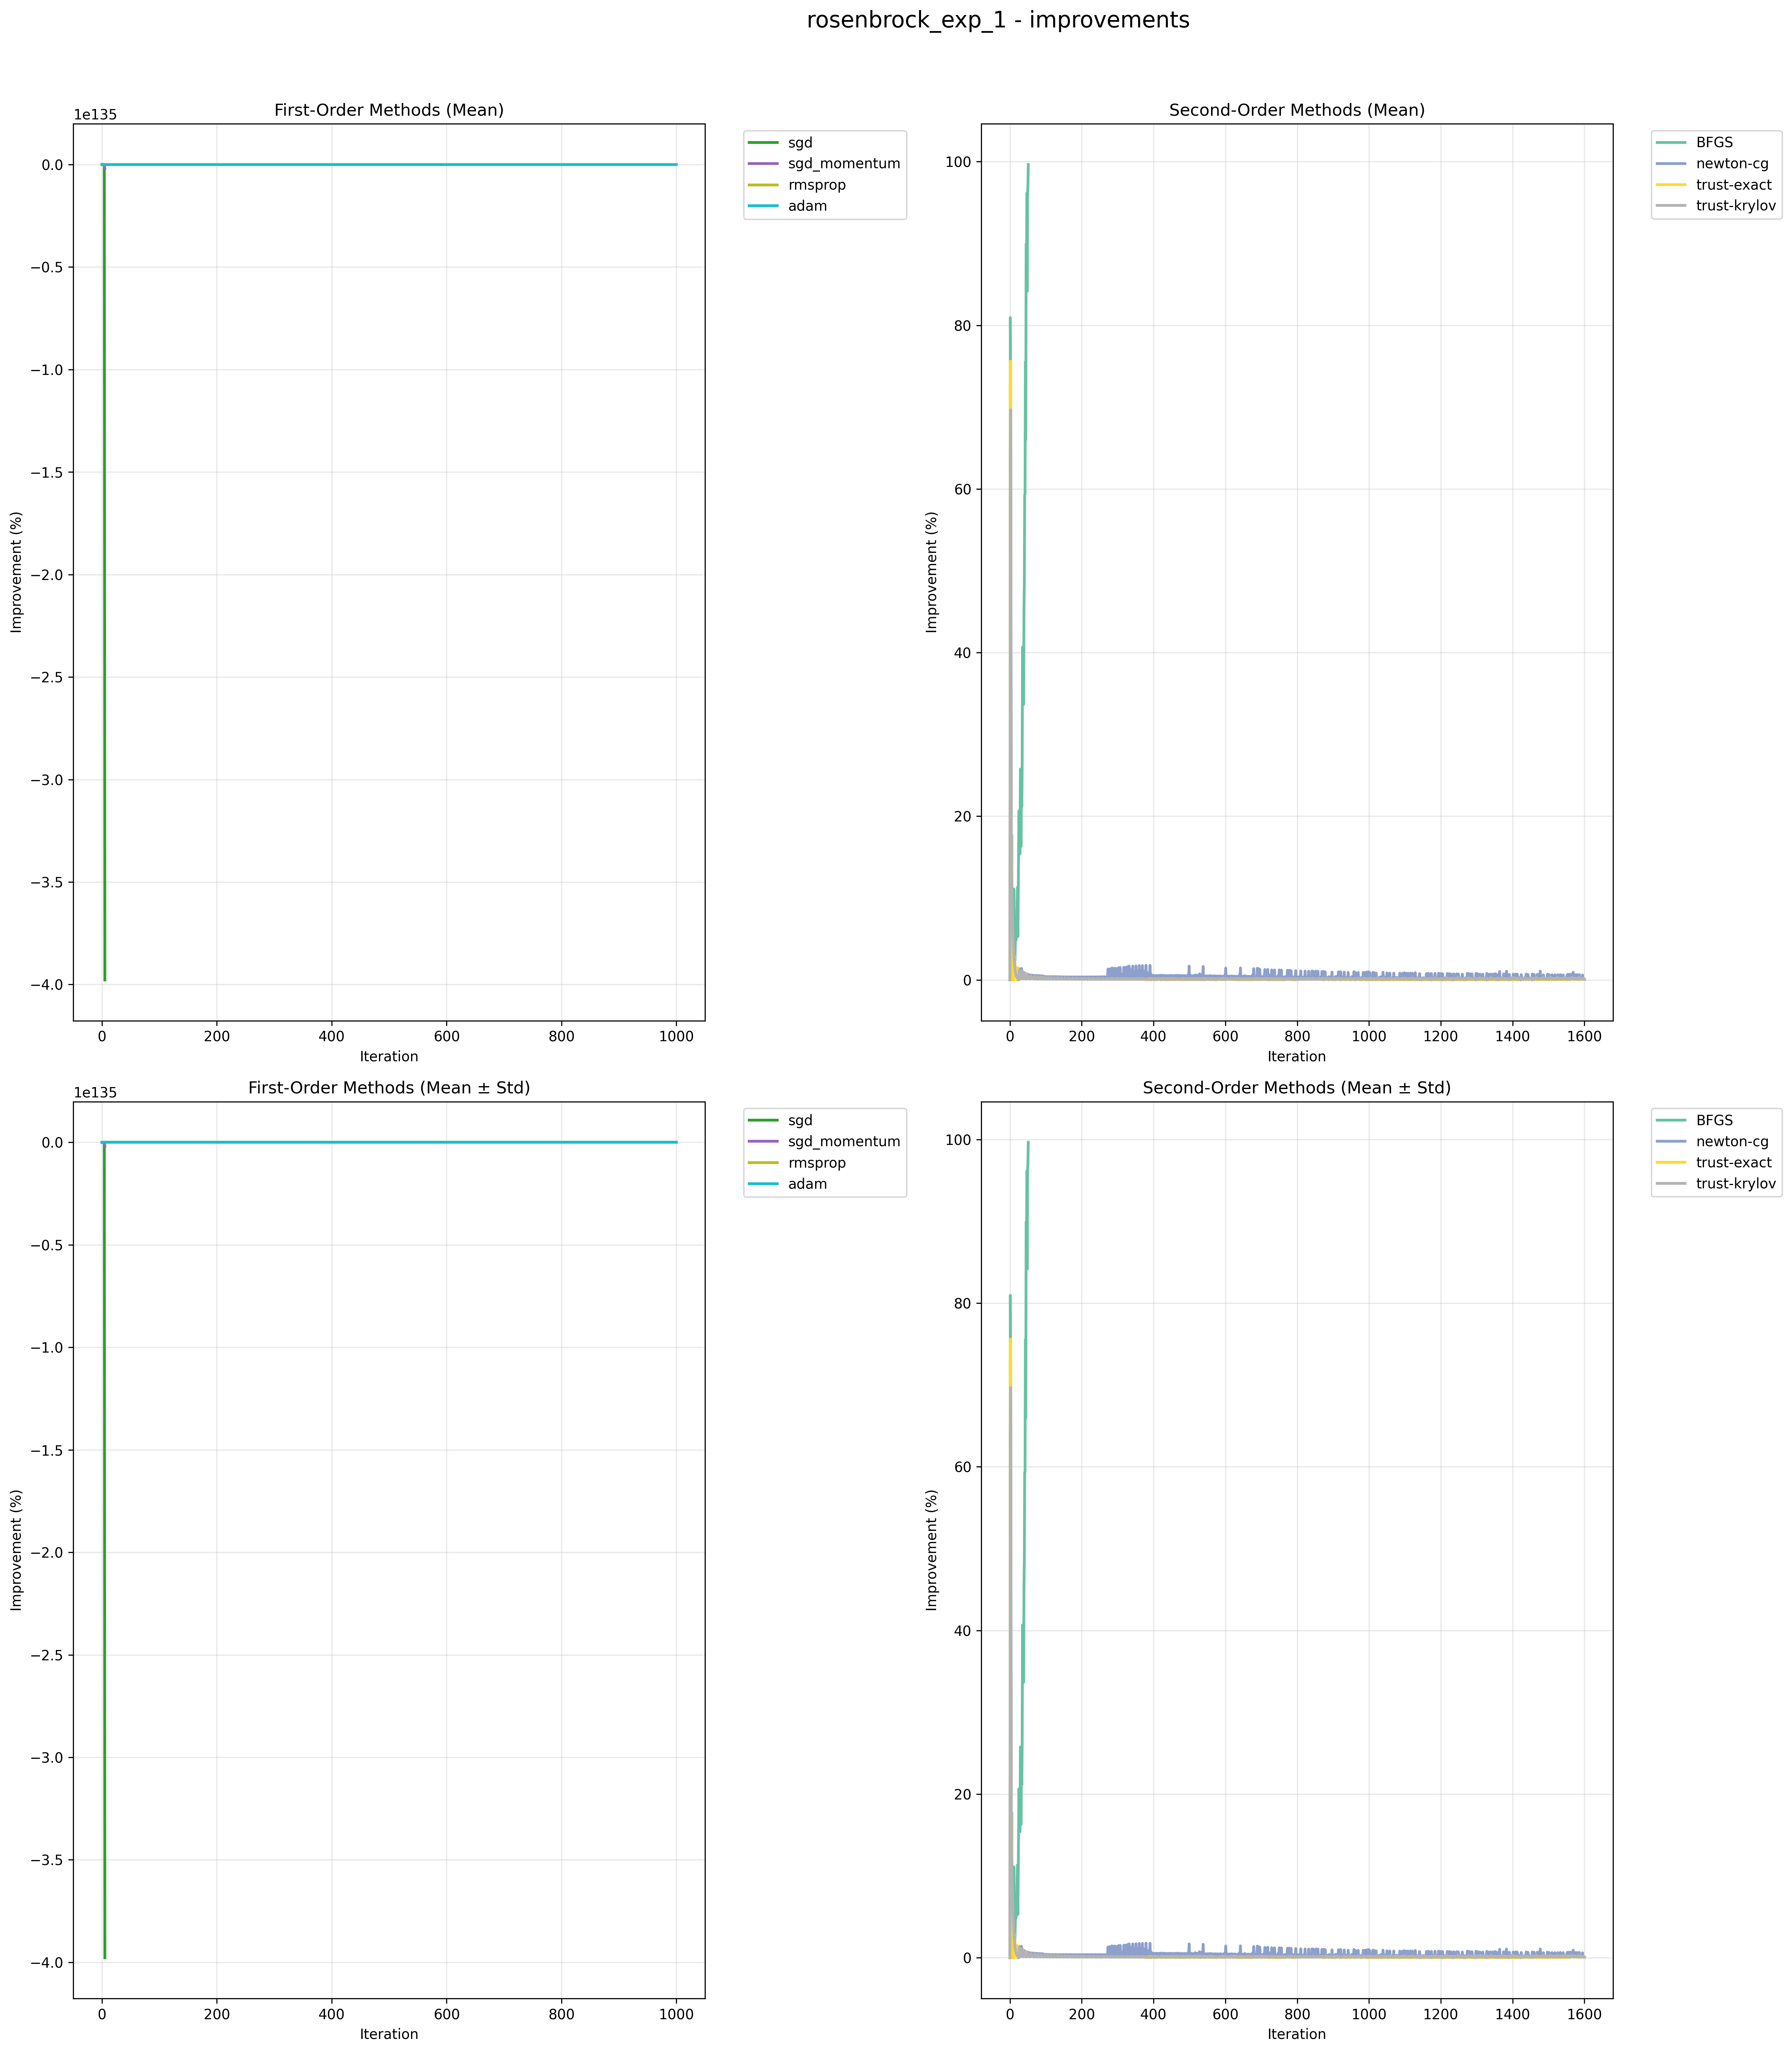 rosenbrock_exp_1 - improvements
First-Order Methods (Mean)
1e135
0.0
−0.5
−1.0
−1.5
−2.0
−2.5
−3.0
−3.5
−4.0
Improvement (%)
0 200 400 600 800 1000
Iteration
sgd
sgd_momentum
rmsprop
adam
Second-Order Methods (Mean)
100
80
60
40
20
0
Improvement (%)
0 200 400 600 800 1000 1200 1400 1600
Iteration
BFGS
newton-cg
trust-exact
trust-krylov
First-Order Methods (Mean ± Std)
1e135
0.0
−0.5
−1.0
−1.5
−2.0
−2.5
−3.0
−3.5
−4.0
Improvement (%)
0 200 400 600 800 1000
Iteration
sgd
sgd_momentum
rmsprop
adam
Second-Order Methods (Mean ± Std)
100
80
60
40
20
0
Improvement (%)
0 200 400 600 800 1000 1200 1400 1600
Iteration
BFGS
newton-cg
trust-exact
trust-krylov